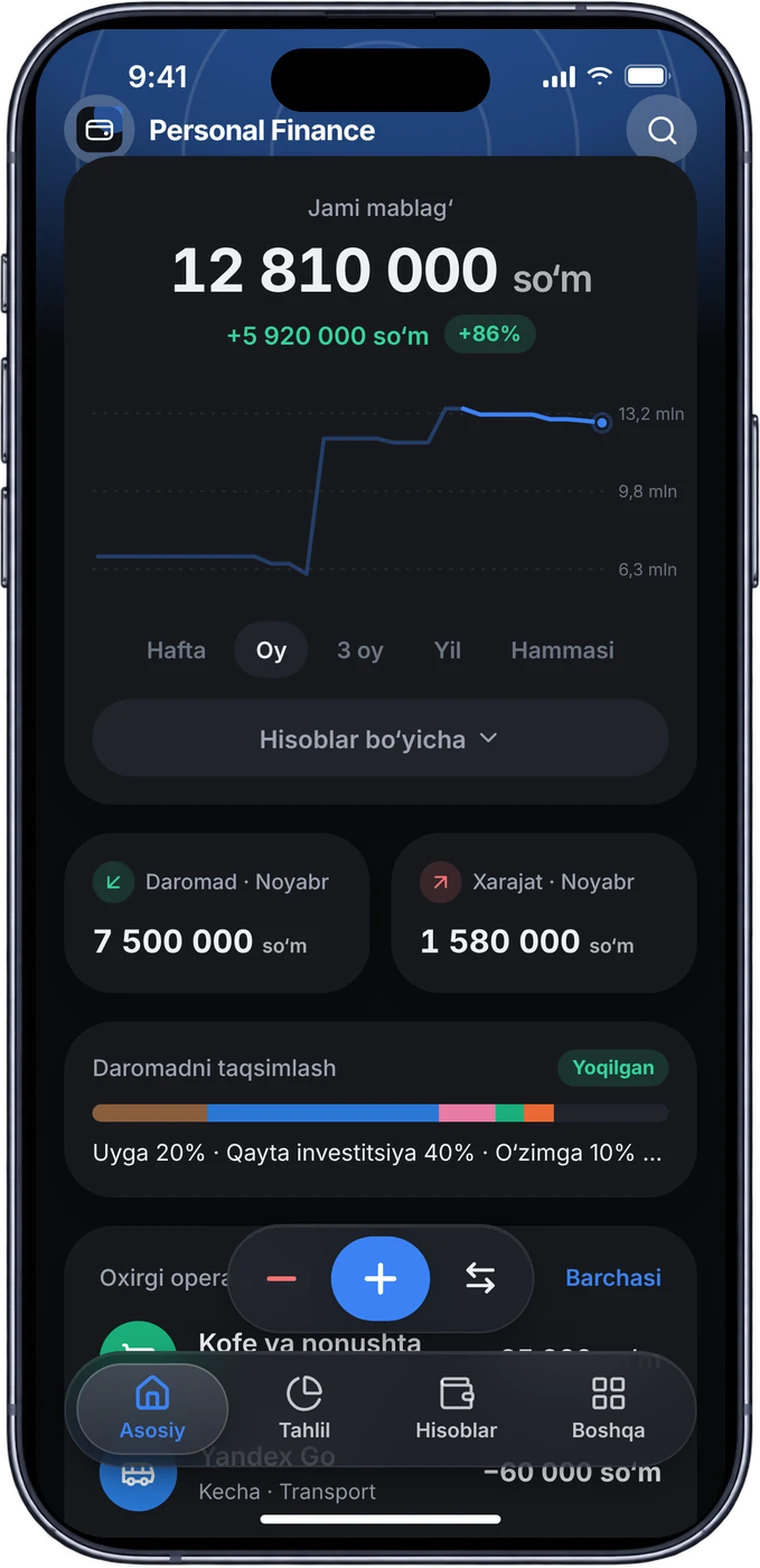 9:41
Personal Finance
Jami mablagʻ
12 810 000 soʻm
+5 920 000 soʻm +86%
13,2 mln
9,8 mln
6,3 mln
Hafta Oy 3 oy Yil Hammasi
Hisoblar boʻyicha
Daromad · Noyabr
7 500 000 soʻm
Xarajat · Noyabr
1 580 000 soʻm
Daromadni taqsimlash Yoqilgan
Uyga 20% · Qayta investitsiya 40% · Oʻzimga 10% ...
Oxirgi Barchasi
Kofe va nonushta
Asosiy Tahlil Hisoblar Boshqa
Yandex Go
−60 000 soʻm
Kecha · Transport